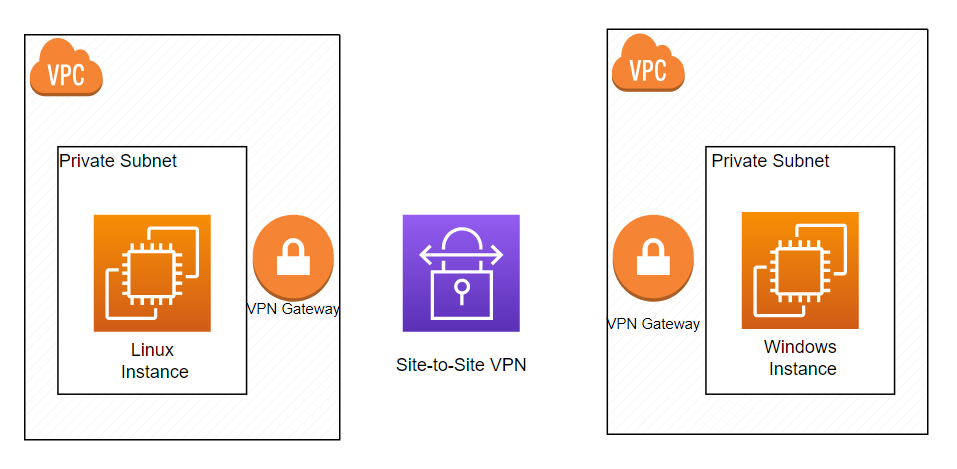 VPC
Private Subnet
VPN Gateway
Linux
Instance
Site-to-Site VPN
VPC
Private Subnet
VPN Gateway
Windows
Instance